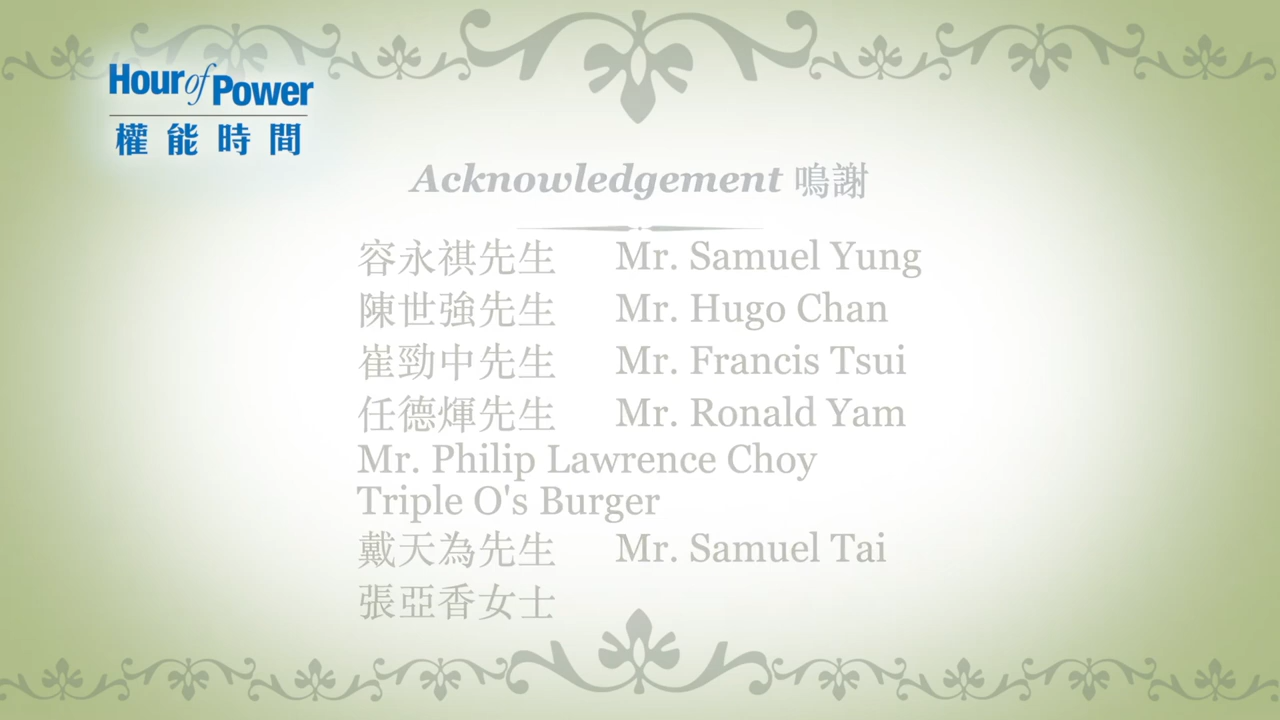 Hour of Power
權能時間
Acknowledgement 鳴謝
容永祺先生 Mr. Samuel Yung
陳世強先生 Mr. Hugo Chan
崔勁中先生 Mr. Francis Tsui
任德煇先生 Mr. Ronald Yam
Mr. Philip Lawrence Choy
Triple O's Burger
戴天為先生 Mr. Samuel Tai
張亞香女士